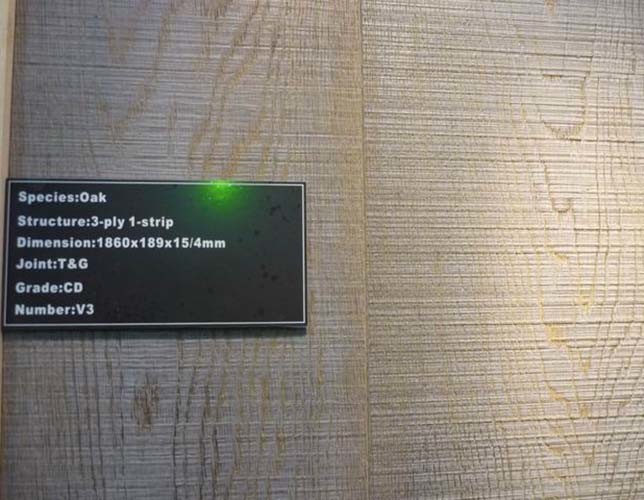 Species:Oak
Structure:3-ply 1-strip
Dimension:1860x189x15/4mm
Joint:T&G
Grade:CD
Number:V3